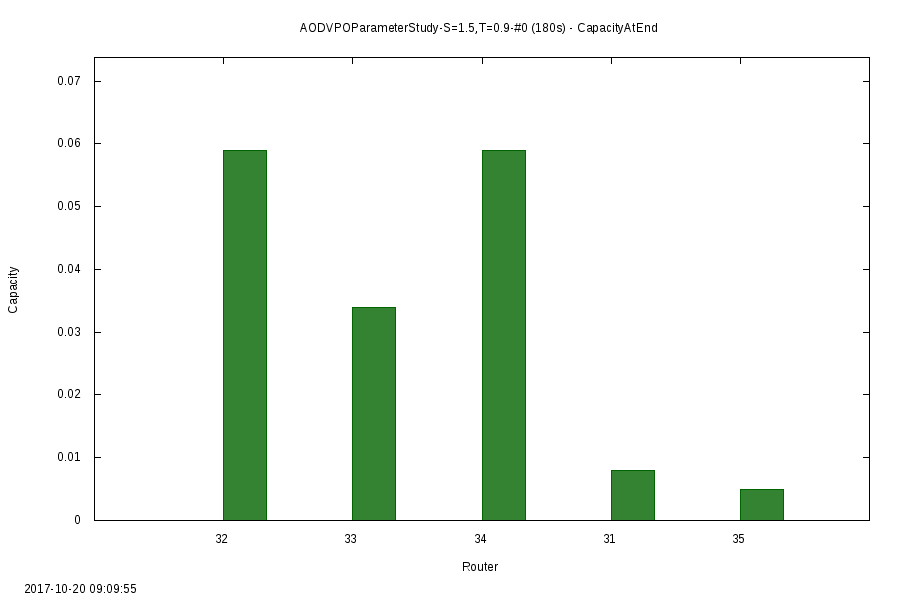 AODVPOParameterStudy-S=1.5,T=0.9-#0 (180s) - CapacityAtEnd
0.07
0.06
0.05
0.04
0.03
0.02
0.01
0
Capacity
32 33 34 31 35
Router
2017-10-20 09:09:55